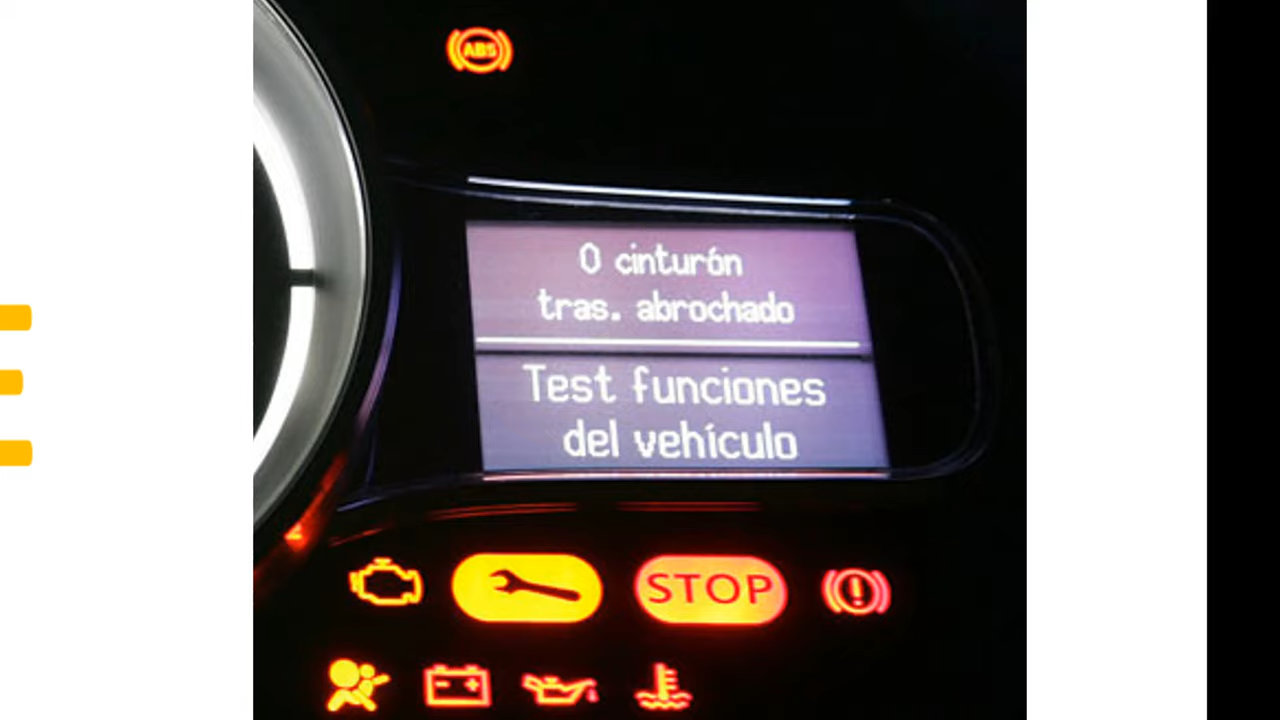 ABS
0 cinturón
tras. abrochado
Test funciones
del vehículo
STOP